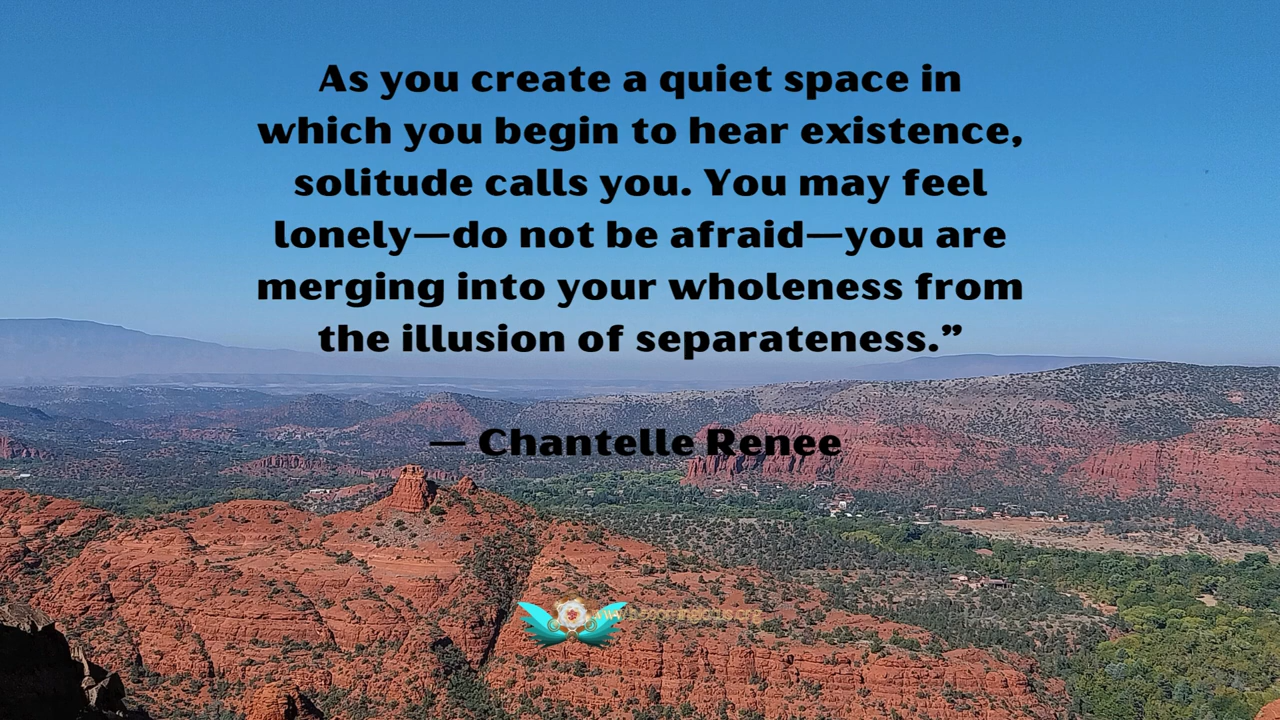 As you create a quiet space in
which you begin to hear existence,
solitude calls you. You may feel
lonely—do not be afraid—you are
merging into your wholeness from
the illusion of separateness.”
— Chantelle Renee